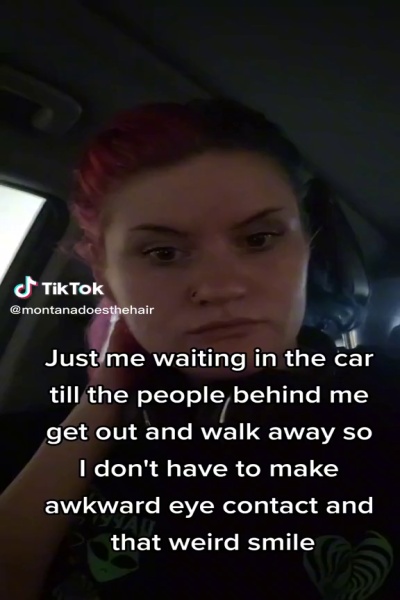 TikTok
@montanadoesthehair
Just me waiting in the car
till the people behind me
get out and walk away so
I don't have to make
awkward eye contact and
that weird smile